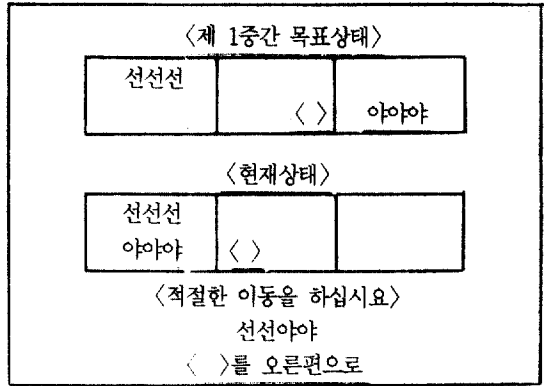 〈제 1중간 목표상태〉
선선선
〈 〉 야야야
〈현재상태〉
선선선
야야야 〈 〉
〈적절한 이동을 하십시요〉
선선야야
〈 〉를 오른편으로